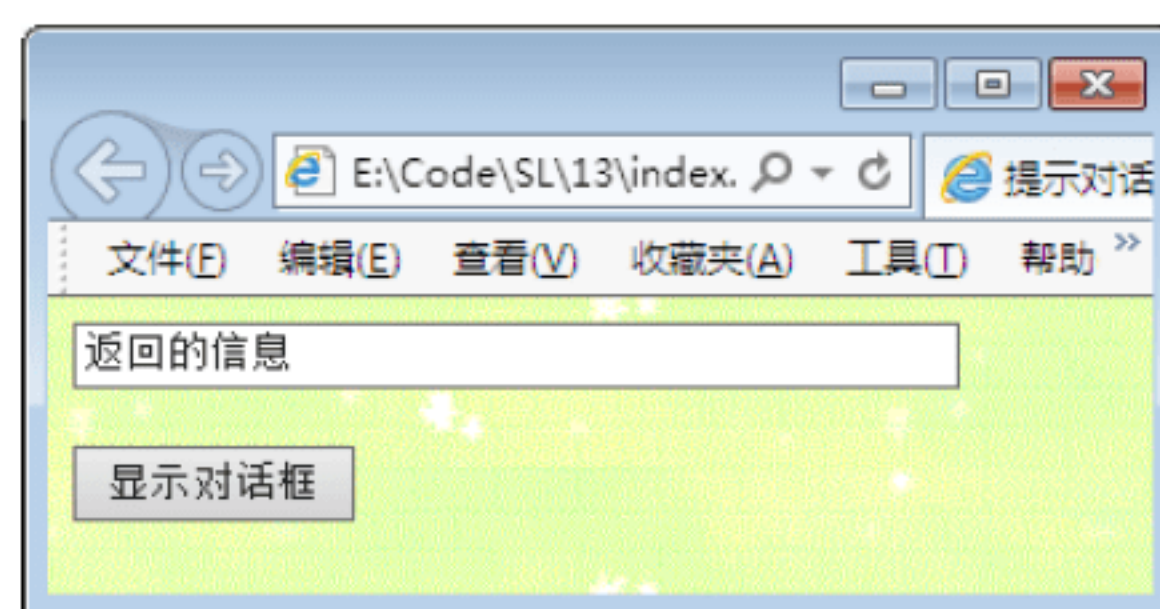 E:\Code\SL\13\index. 提示对话
文件(F) 编辑(E) 查看(V) 收藏夹(A) 工具(T) 帮助 »
返回的信息
显示对话框